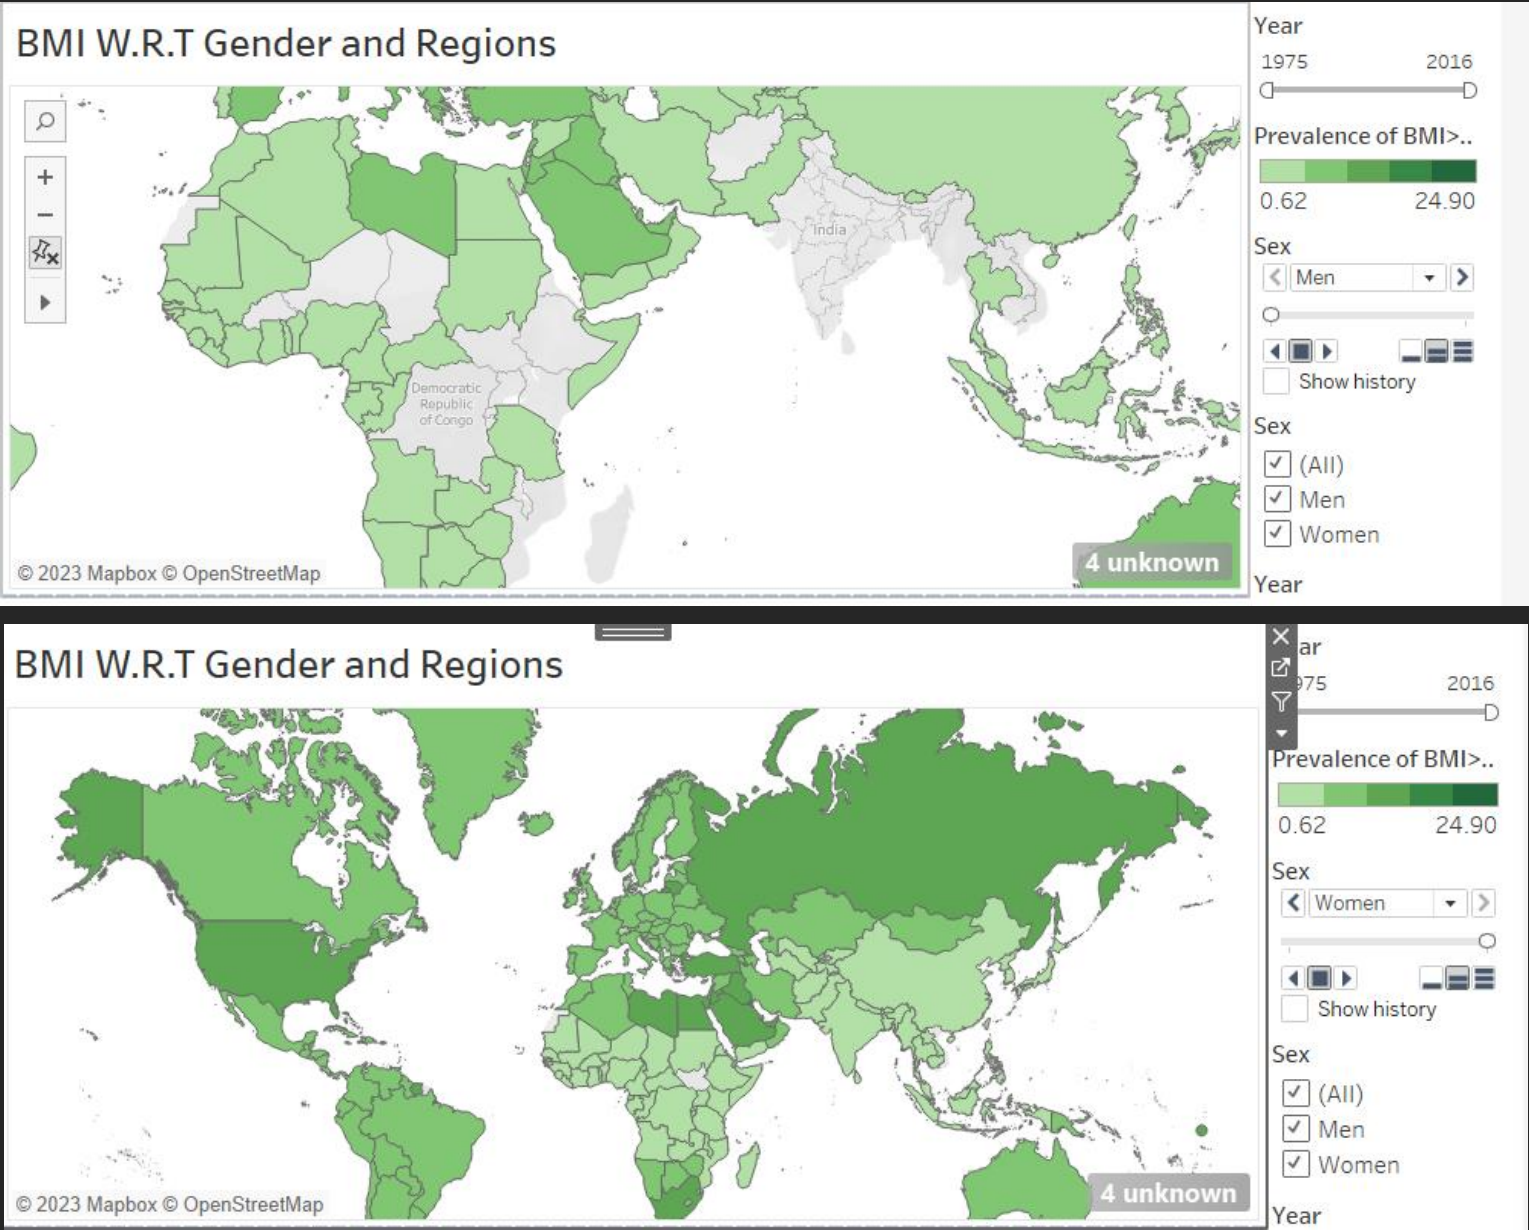 BMI W.R.T Gender and Regions
India
Democratic
Republic
of Congo
© 2023 Mapbox © OpenStreetMap
4 unknown
Year
1975 2016
Prevalence of BMI>..
0.62 24.90
Sex
Men
Show history
Sex
(All)
Men
Women
Year
BMI W.R.T Gender and Regions
© 2023 Mapbox © OpenStreetMap
4 unknown
ar
975 2016
Prevalence of BMI>..
0.62 24.90
Sex
Women
Show history
Sex
(All)
Men
Women
Year